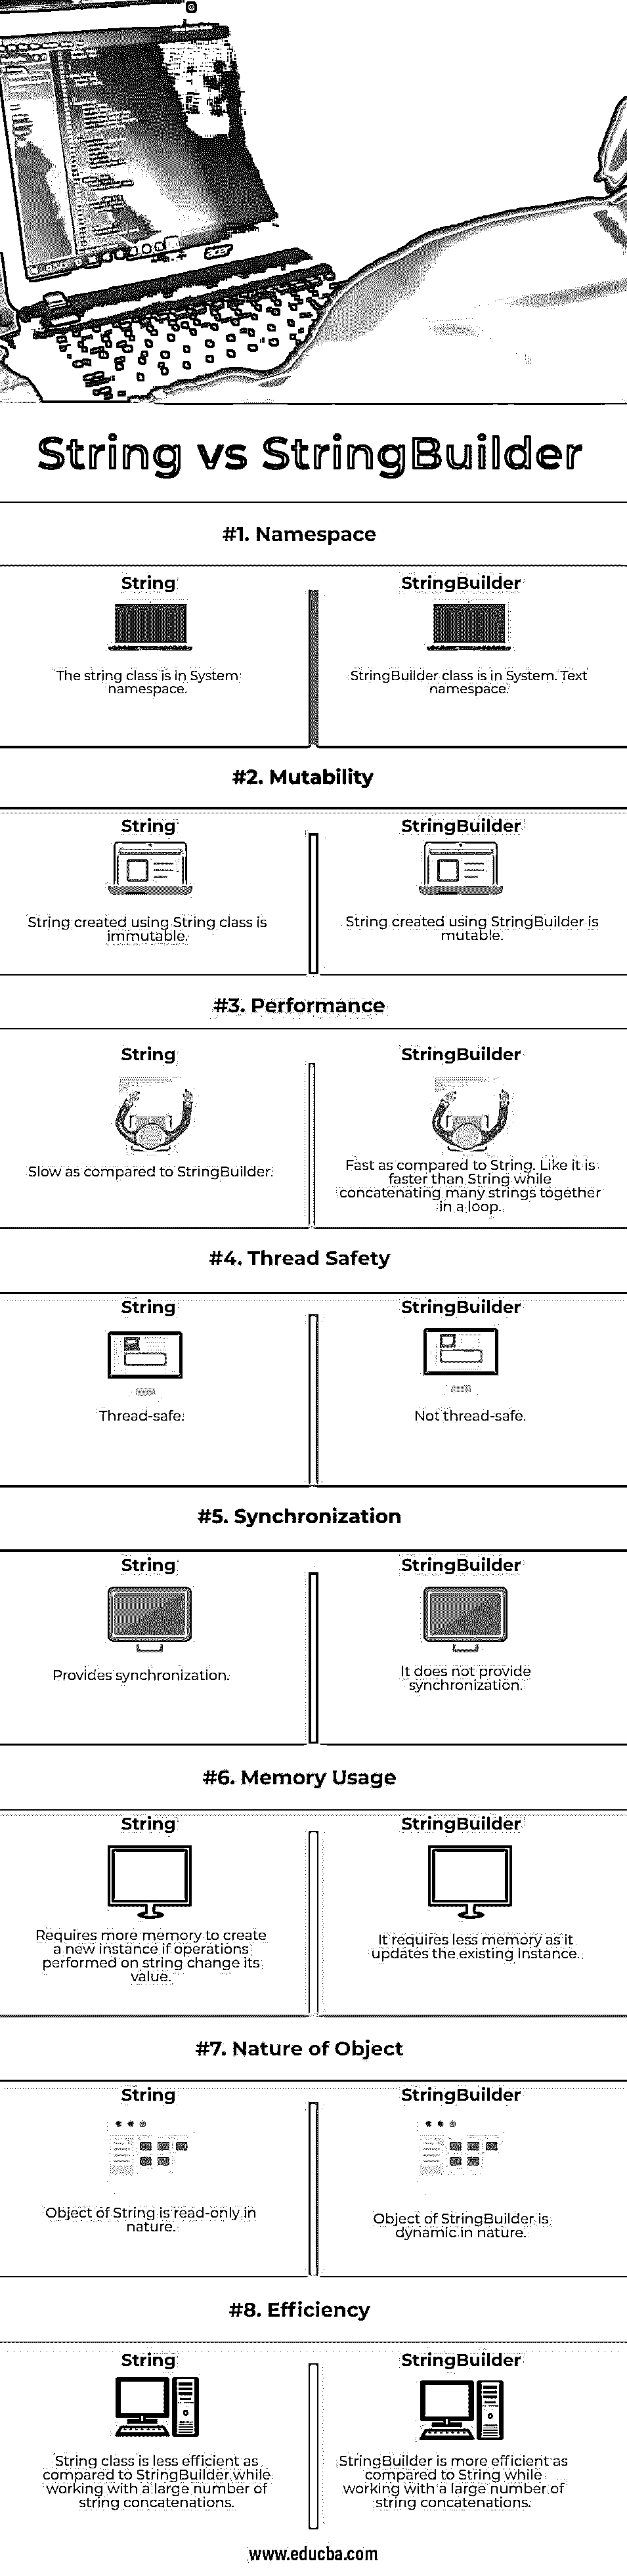 String vs StringBuilder
#1. Namespace
String
StringBuilder
The string class is in System
namespace.
StringBuilder class is in System. Text
namespace.
#2. Mutability
String
StringBuilder
String created using String class is
immutable.
String created using StringBuilder is
mutable.
#3. Performance
String
StringBuilder
Slow as compared to StringBuilder.
Fast as compared to String. Like it is
faster than String while
concatenating many strings together
in a loop.
#4. Thread Safety
String
StringBuilder
Thread-safe.
Not thread-safe.
#5. Synchronization
String
StringBuilder
Provides synchronization.
It does not provide
synchronization.
#6. Memory Usage
String
StringBuilder
Requires more memory to create
a new instance if operations
performed on string change its
value.
It requires less memory as it
updates the existing Instance.
#7. Nature of Object
String
StringBuilder
Object of String is read-only in
nature.
Object of StringBuilder is
dynamic in nature.
#8. Efficiency
String
StringBuilder
String class is less efficient as
compared to StringBuilder while
working with a large number of
string concatenations.
StringBuilder is more efficient as
compared to String while
working with a large number of
string concatenations.
www.educba.com